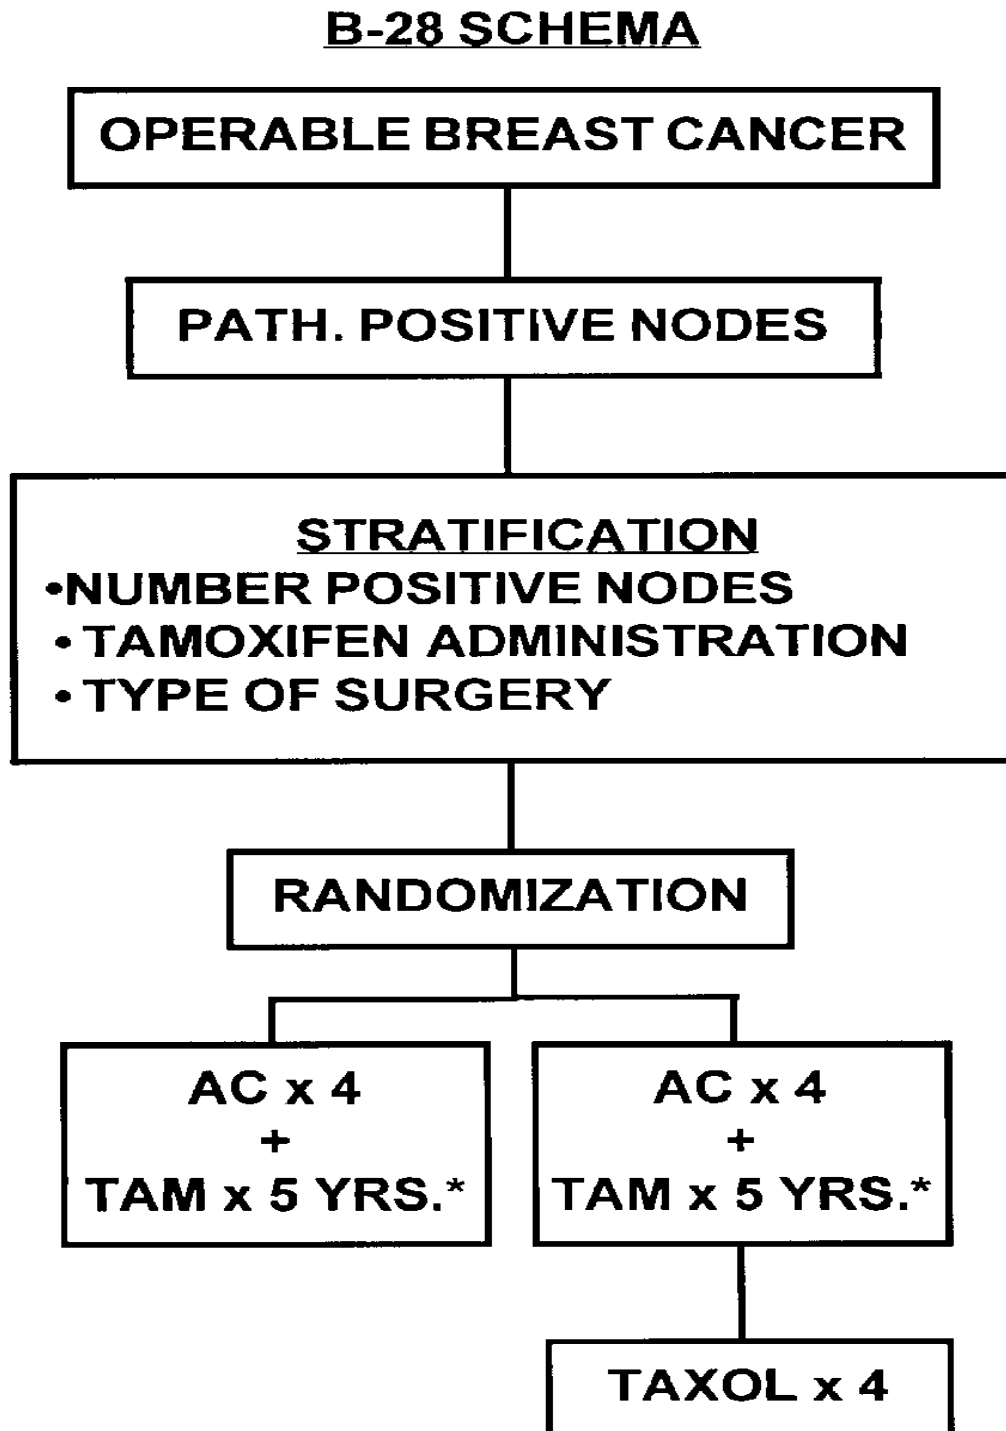 B-28 SCHEMA
OPERABLE BREAST CANCER
PATH. POSITIVE NODES
STRATIFICATION
•NUMBER POSITIVE NODES
• TAMOXIFEN ADMINISTRATION
• TYPE OF SURGERY
RANDOMIZATION
AC x 4
+
TAM x 5 YRS.*
AC x 4
+
TAM x 5 YRS.*
TAXOL x 4